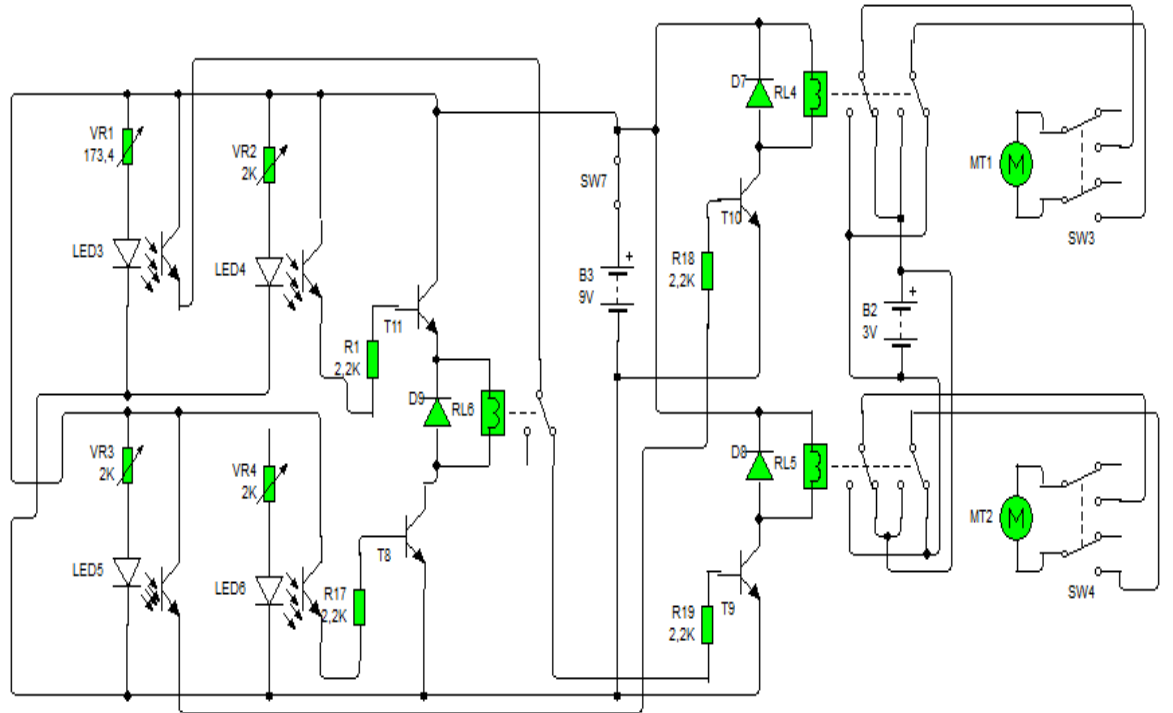 VR1
173,4
VR2
2K
LED3
LED4
R1
2,2K
T11
D9
RL6
SW7
B3
9V
+
D7
RL4
T10
R18
2,2K
MT1
M
SW3
B2
3V
+
VR3
2K
VR4
2K
LED5
LED6
R17
2,2K
T8
D8
RL5
T9
R19
2,2K
MT2
M
SW4